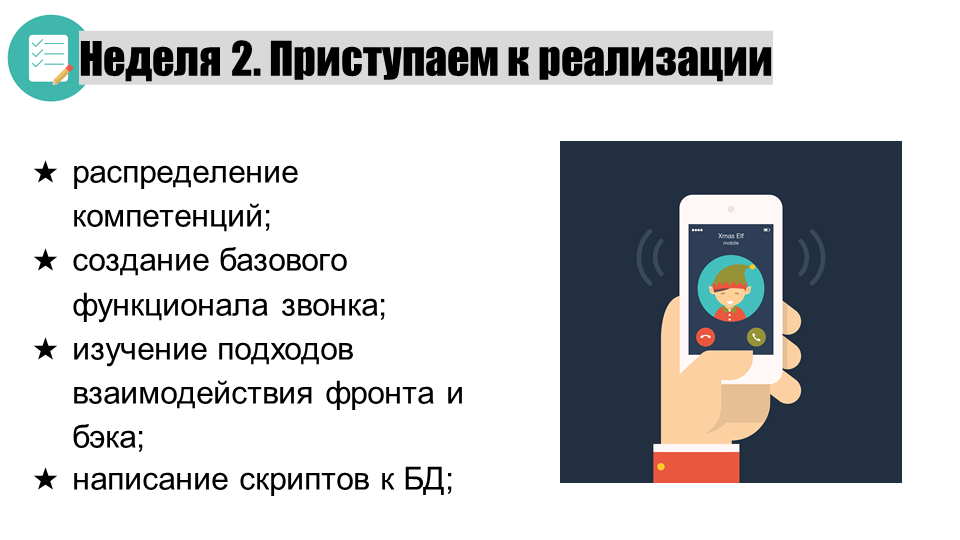 Неделя 2. Приступаем к реализации
★ распределение
компетенций;
★ создание базового
функционала звонка;
★ изучение подходов
взаимодействия фронта и
бэка;
★ написание скриптов к БД;
Xmas Elf
mobile